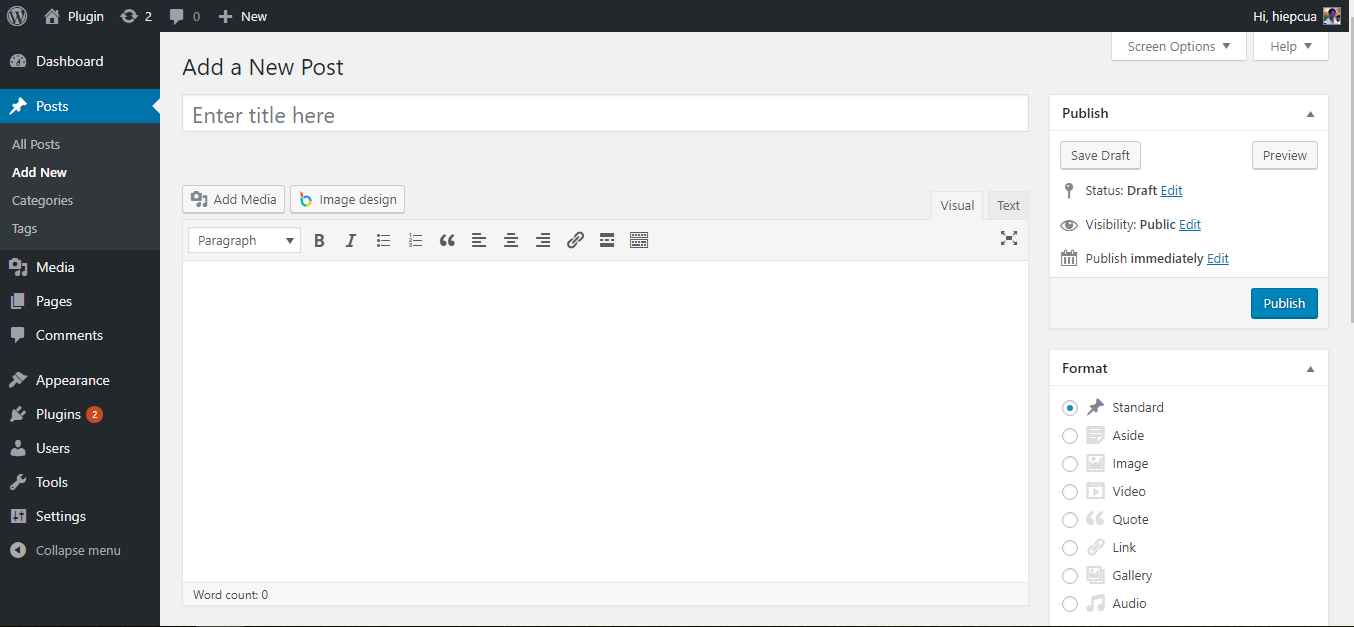 Plugin 2 0 New Hi, hiepcua
Screen Options Help
Dashboard
Posts
All Posts
Add New
Categories
Tags
Media
Pages
Comments
Appearance
Plugins 2
Users
Tools
Settings
Collapse menu
Add a New Post
Enter title here
Add Media Image design
Visual Text
Paragraph B I
Word count: 0
Publish
Save Draft Preview
Status: Draft Edit
Visibility: Public Edit
Publish immediately Edit
Publish
Format
Standard
Aside
Image
Video
Quote
Link
Gallery
Audio